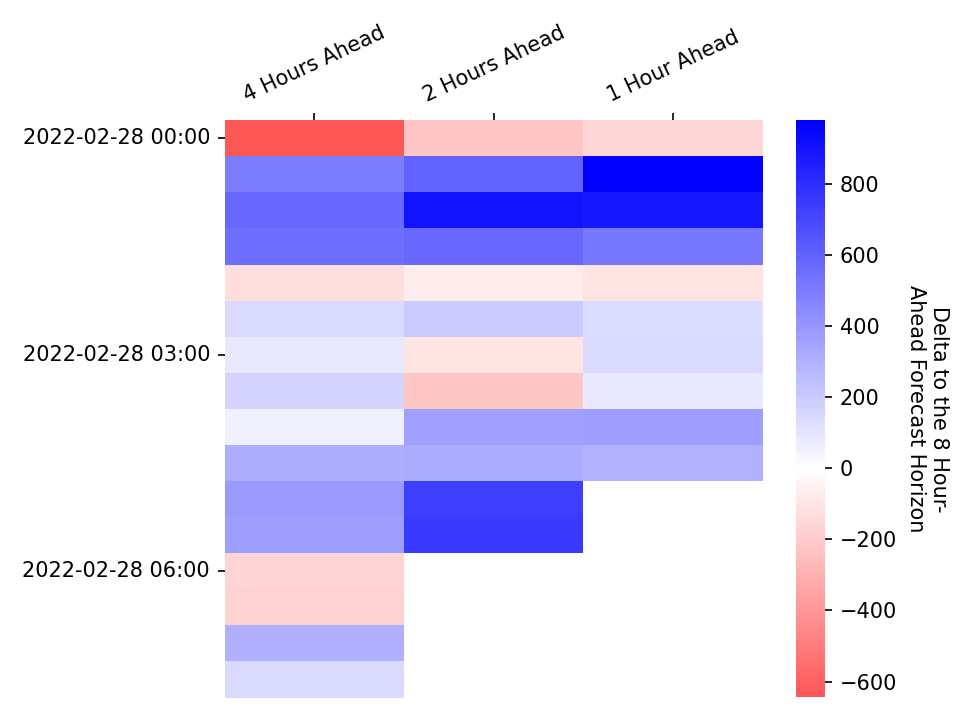 4 Hours Ahead
2 Hours Ahead
1 Hour Ahead
2022-02-28 00:00
2022-02-28 03:00
2022-02-28 06:00
800
600
400
200
0
−200
−400
−600
Delta to the 8 Hour-
Ahead Forecast Horizon